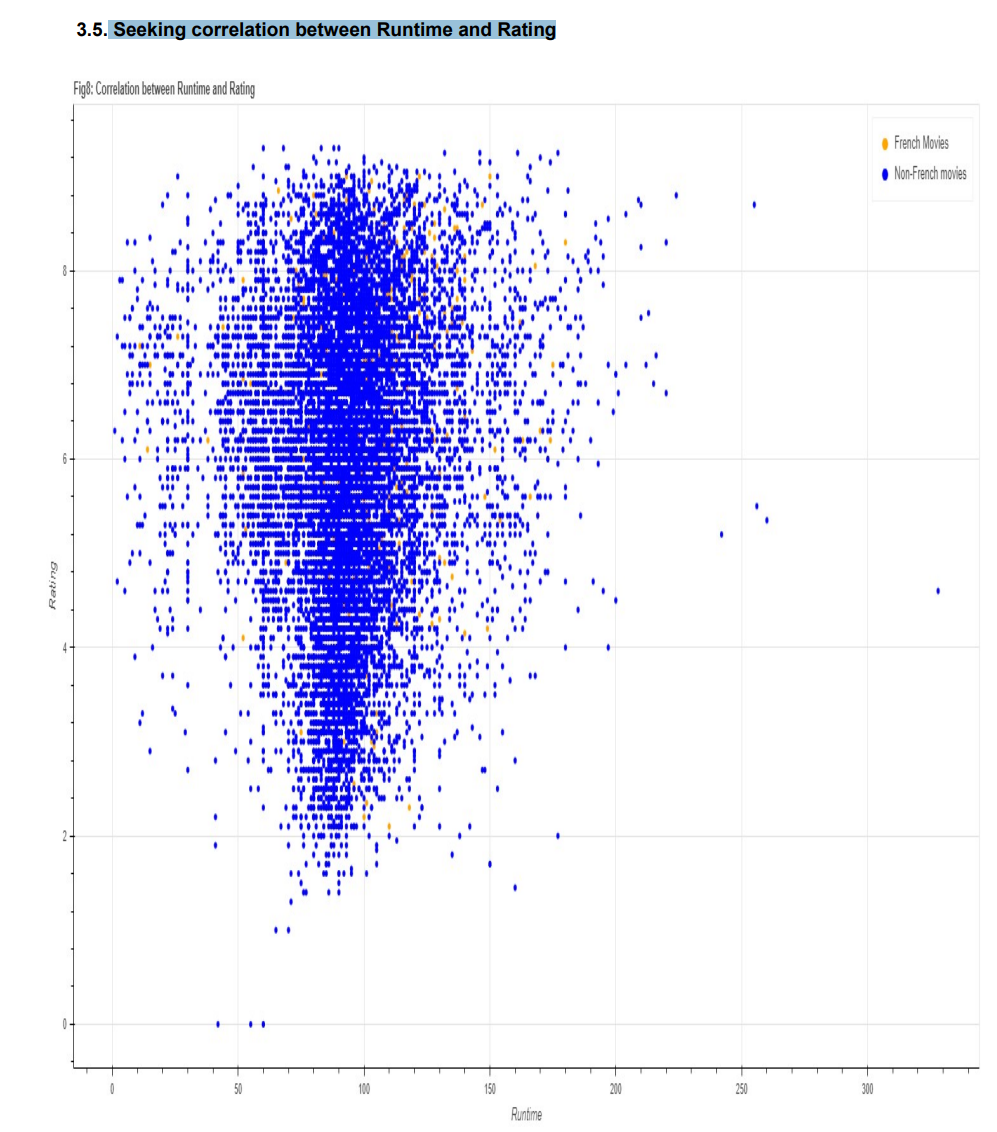 3.5. Seeking correlation between Runtime and Rating
Fig8: Correlation between Runtime and Rating
French Movies
Non-French movies
8
6
4
2
0
Rating
0 50 100 150 200 250 300
Runtime